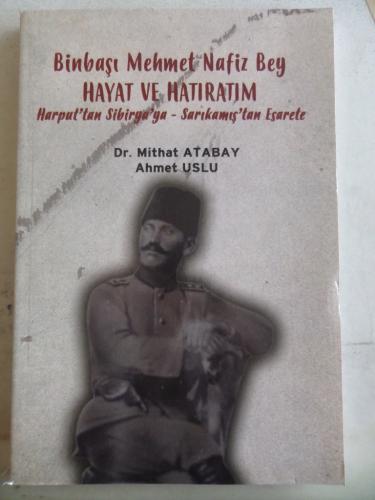 Binbaşı Mehmet Nafiz Bey
HAYAT VE HATIRATIM
Harput'tan Sibirya'ya - Sarıkamış'tan Esarete
Dr. Mithat ATABAY
Ahmet USLU